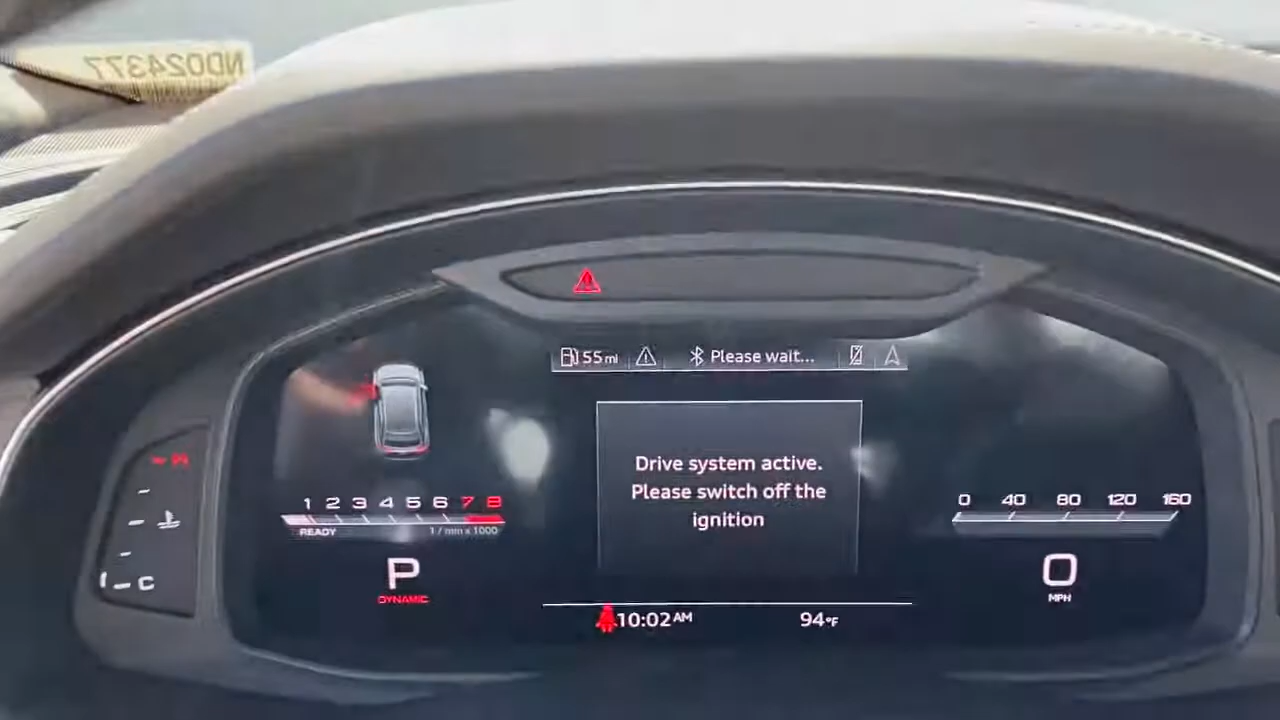 ND024377
55 mi
Please wait...
Drive system active.
Please switch off the
ignition
1 2 3 4 5 6 7 8
READY
1 / min x 1000
P
DYNAMIC
0 40 80 120 160
0
MPH
H
C
10:02 AM
94°F